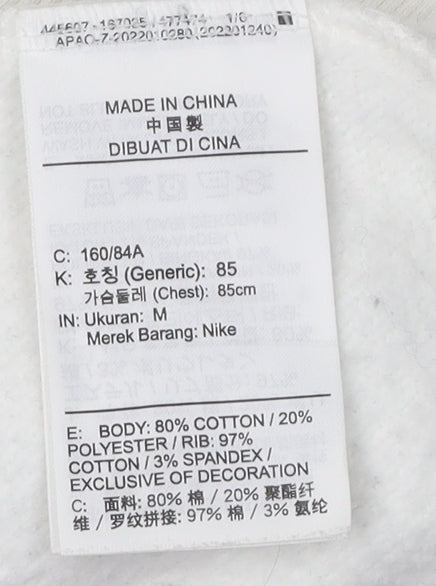 APAO-Z 2022010280 (202201240)
MADE IN CHINA
中国製
DIBUAT DI CINA
C: 160/84A
K: 호칭 (Generic): 85
가슴둘레 (Chest): 85cm
IN: Ukuran: M
Merek Barang: Nike
E: BODY: 80% COTTON / 20%
POLYESTER / RIB: 97%
COTTON / 3% SPANDEX /
EXCLUSIVE OF DECORATION
C: 面料: 80% 棉 / 20% 聚酯纤
维 / 罗纹拼接: 97% 棉 / 3% 氨纶